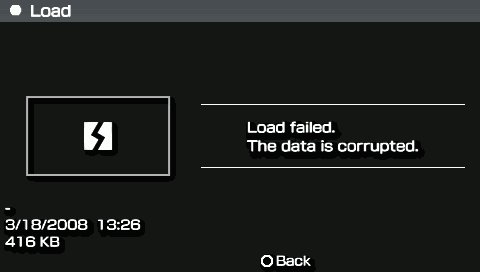 Load
Load failed.
The data is corrupted.
-
3/18/2008 13:26
416 KB
Back